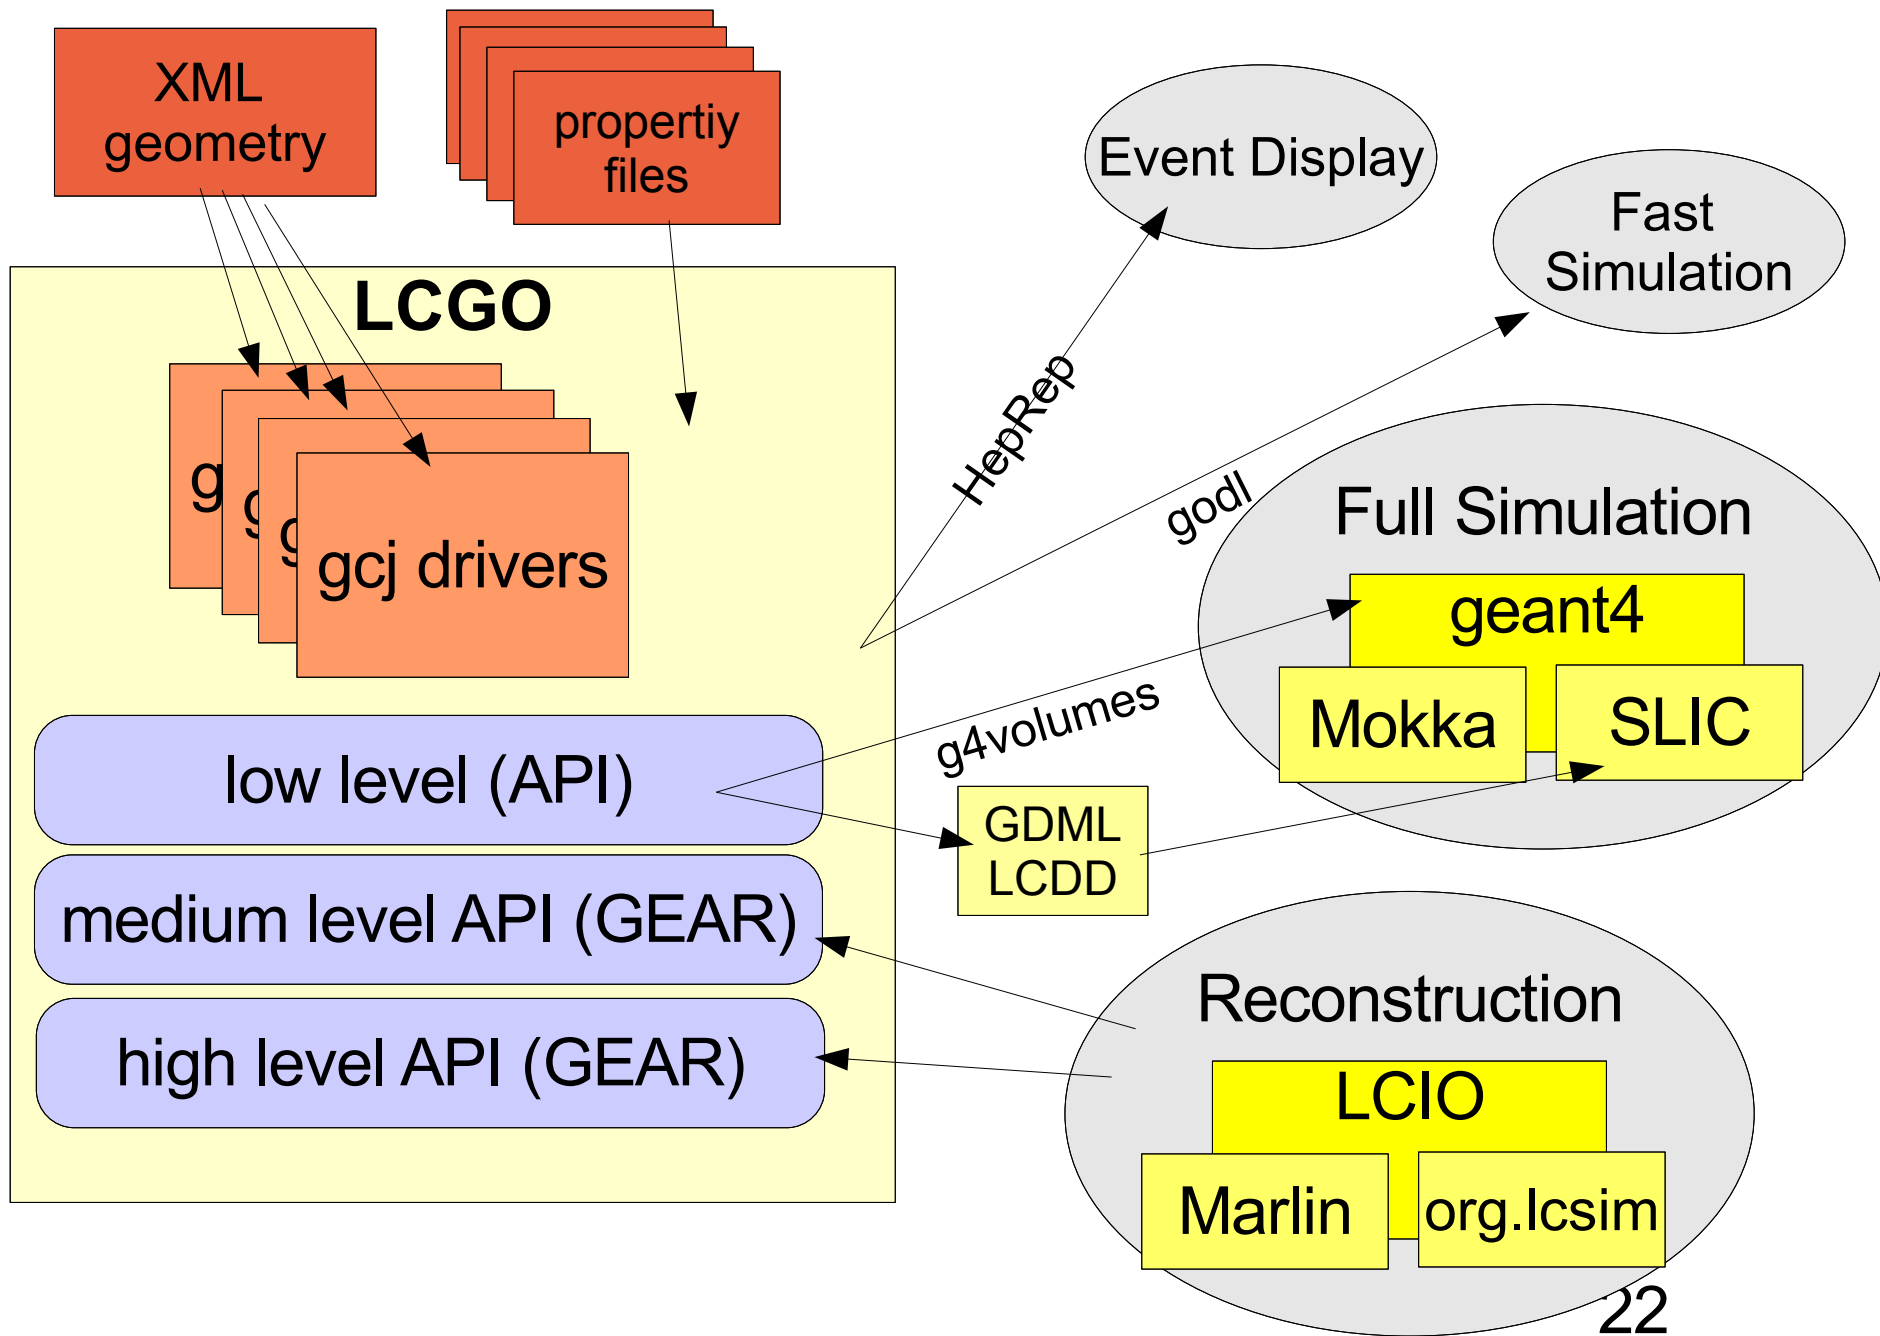 XML
geometry
propertiy
files
Event Display
Fast
Simulation
LCGO
g
g
g
gcj drivers
HepRep
godl
Full Simulation
geant4
Mokka
SLIC
g4volumes
low level (API)
GDML
LCDD
medium level API (GEAR)
high level API (GEAR)
Reconstruction
LCIO
Marlin
org.lcsim
22